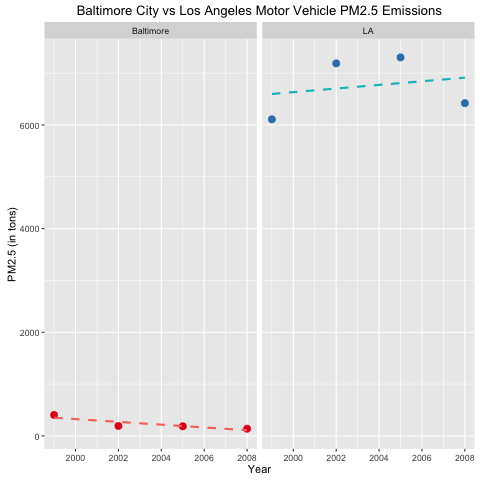 Baltimore City vs Los Angeles Motor Vehicle PM2.5 Emissions
Baltimore LA
6000
4000
2000
0
2000 2002 2004 2006 2008 2000 2002 2004 2006 2008
PM2.5 (in tons)
Year